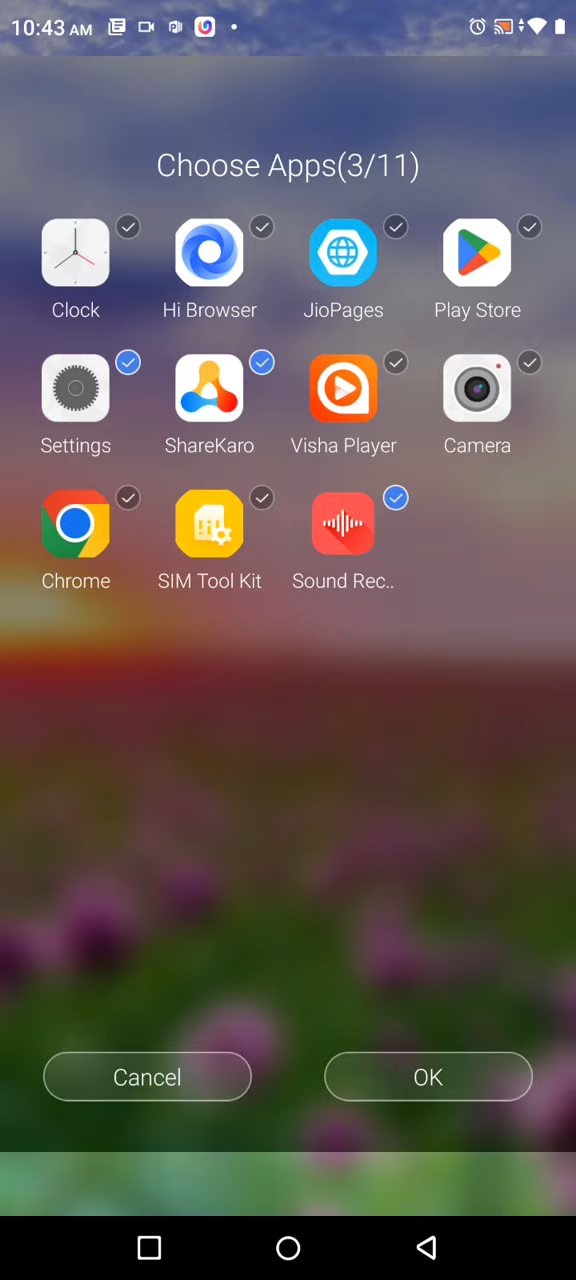 10:43 AM
Choose Apps(3/11)
Clock Hi Browser JioPages Play Store
Settings ShareKaro Visha Player Camera
Chrome SIM Tool Kit Sound Rec..
Cancel OK